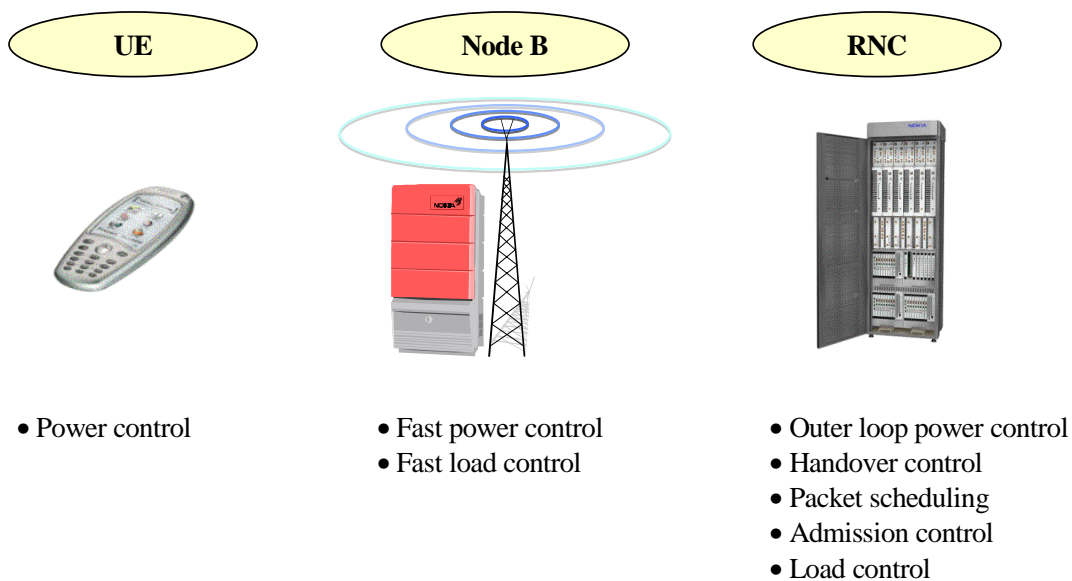 UE
Node B
RNC
NOKIA
NOKIA
• Power control
• Fast power control
• Fast load control
• Outer loop power control
• Handover control
• Packet scheduling
• Admission control
• Load control